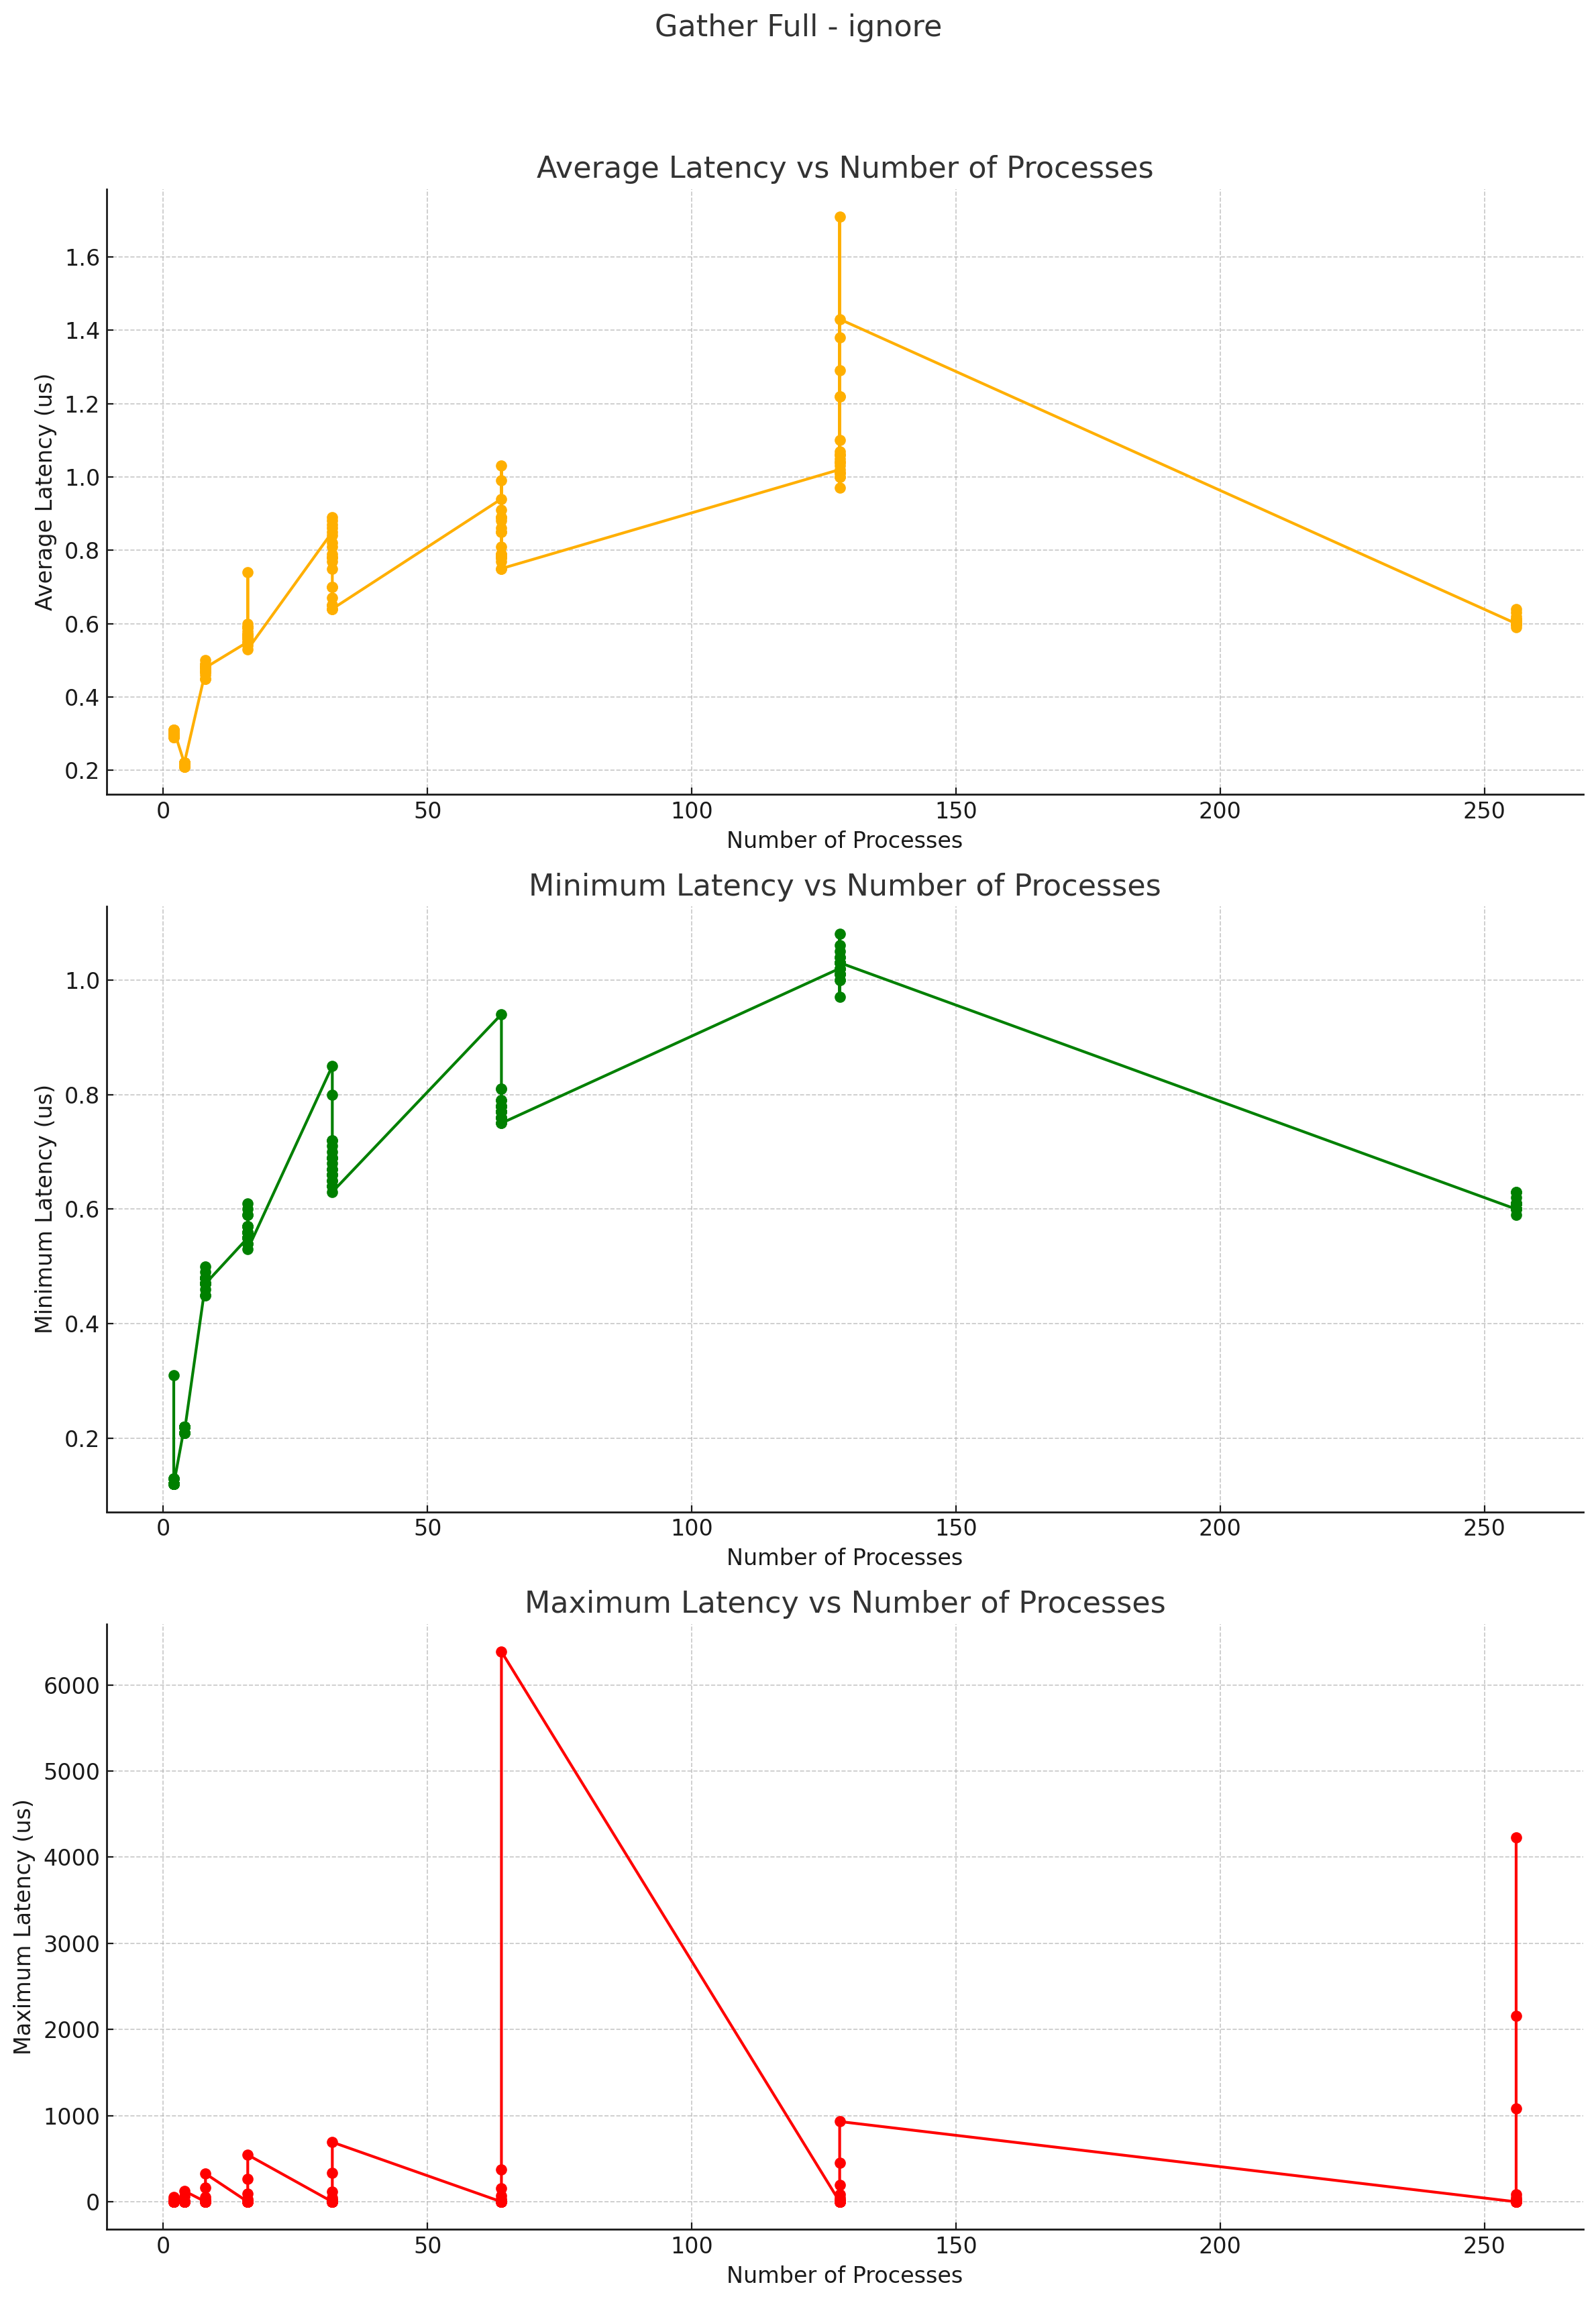 Gather Full - ignore
Average Latency vs Number of Processes
Average Latency (us)
1.6
1.4
1.2
1.0
0.8
0.6
0.4
0.2
0 50 100 150 200 250
Number of Processes
Minimum Latency vs Number of Processes
Minimum Latency (us)
1.0
0.8
0.6
0.4
0.2
0 50 100 150 200 250
Number of Processes
Maximum Latency vs Number of Processes
Maximum Latency (us)
6000
5000
4000
3000
2000
1000
0
0 50 100 150 200 250
Number of Processes